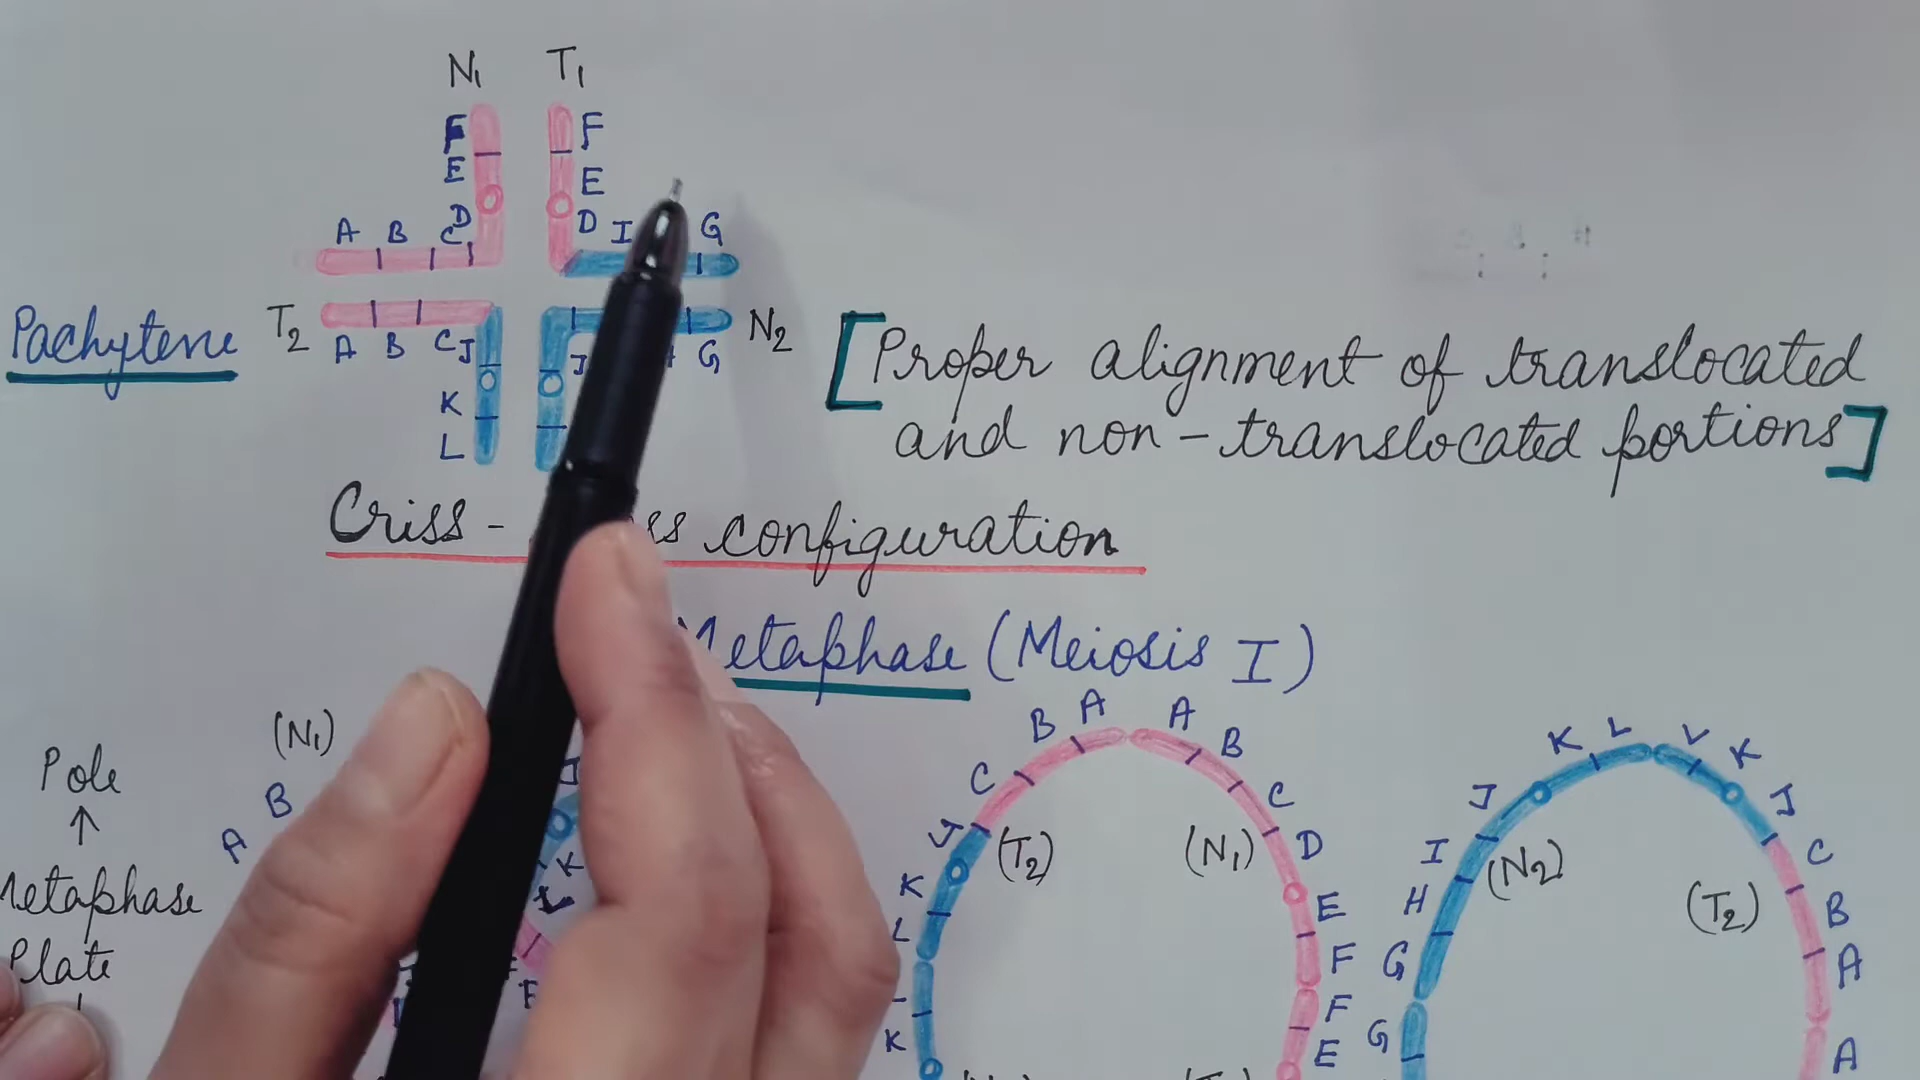 N1 T1
F F
E E
D D I G
A B C
Pachytene T2 N2
A B C J J G
K
L
[Proper alignment of translocated
and non-translocated portions]
Criss- configuration
Metaphase (Meiosis I)
(N1)
Pole
B
A
Metaphase
Plate
J
K
L
F
B A A B
C C
J (T2) (N1) D
K E
L F
F
K E
K L L K
J J
I (N2) C
H (T2) B
G A
G A